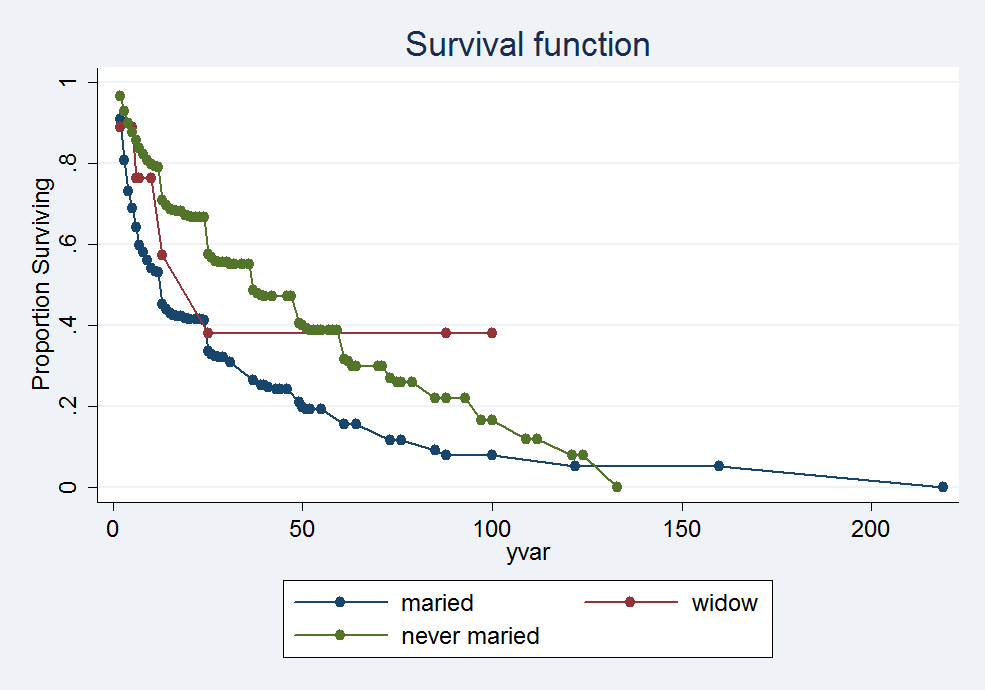 Survival function
Proportion Surviving
1
.8
.6
.4
.2
0
0 50 100 150 200
yvar
maried widow
never maried